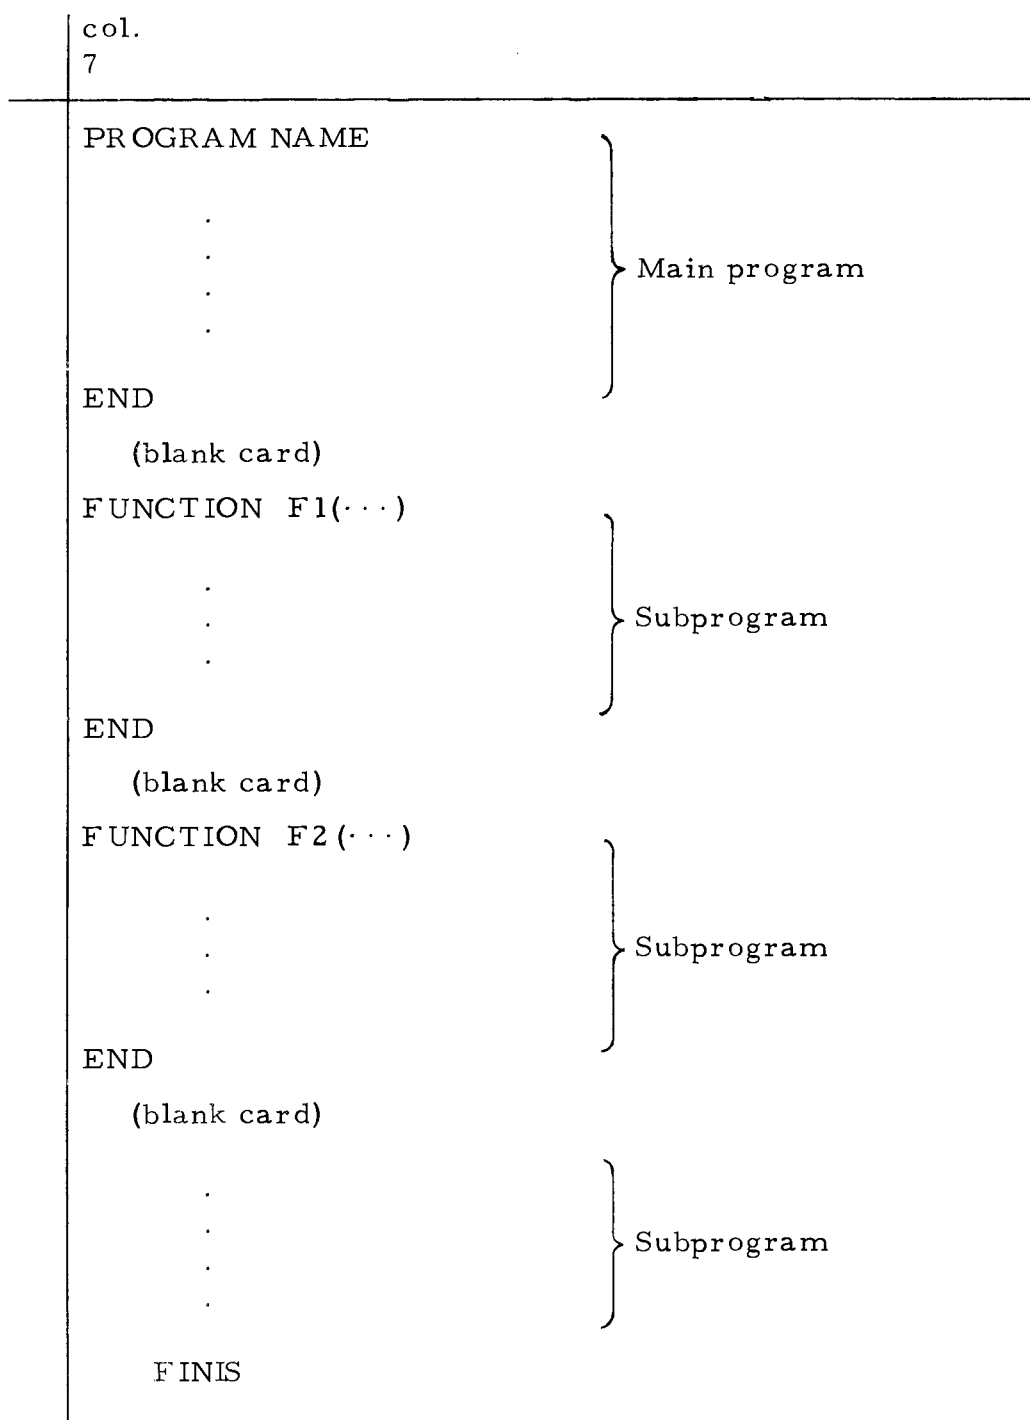 col.
7
PROGRAM NAME
.
.
.
.
Main program
END
(blank card)
FUNCTION F1(···)
.
.
.
Subprogram
END
(blank card)
FUNCTION F2(···)
.
.
.
Subprogram
END
(blank card)
.
.
.
.
Subprogram
FINIS